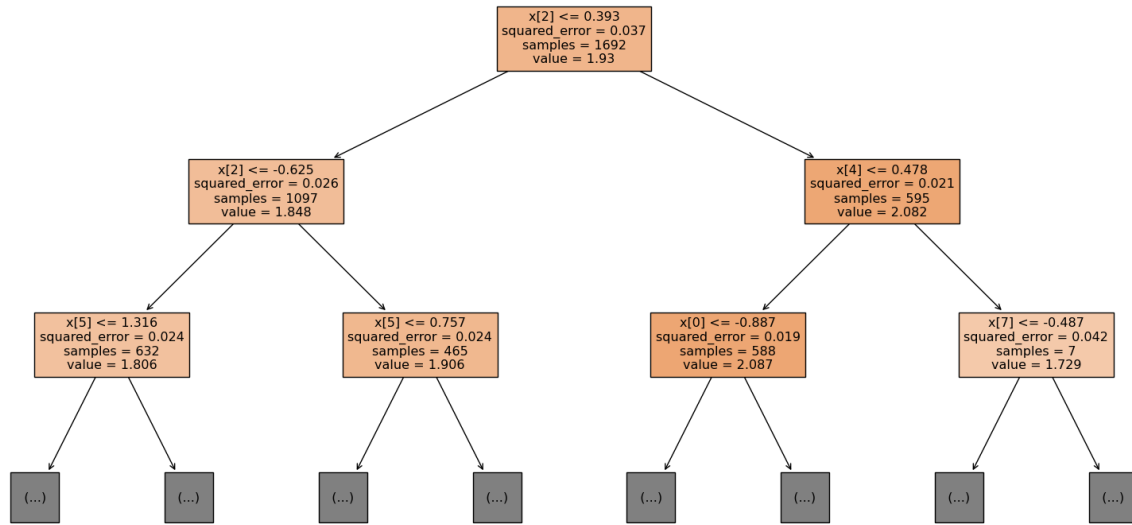 x[2] <= 0.393
squared_error = 0.037
samples = 1692
value = 1.93
x[2] <= -0.625
squared_error = 0.026
samples = 1097
value = 1.848
x[4] <= 0.478
squared_error = 0.021
samples = 595
value = 2.082
x[5] <= 1.316
squared_error = 0.024
samples = 632
value = 1.806
x[5] <= 0.757
squared_error = 0.024
samples = 465
value = 1.906
x[0] <= -0.887
squared_error = 0.019
samples = 588
value = 2.087
x[7] <= -0.487
squared_error = 0.042
samples = 7
value = 1.729
(...)
(...)
(...)
(...)
(...)
(...)
(...)
(...)